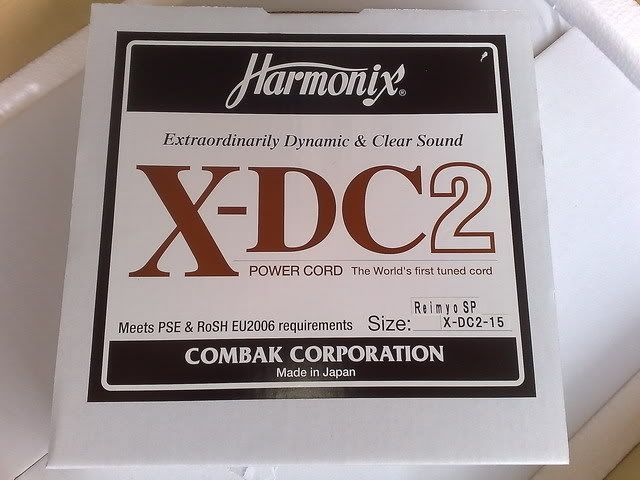 Harmonix®
Extraordinarily Dynamic & Clear Sound
X-DC2
POWER CORD The World's first tuned cord
Meets PSE & RoSH EU2006 requirements Size: Reimyo SP
X-DC2-15
COMBAK CORPORATION
Made in Japan